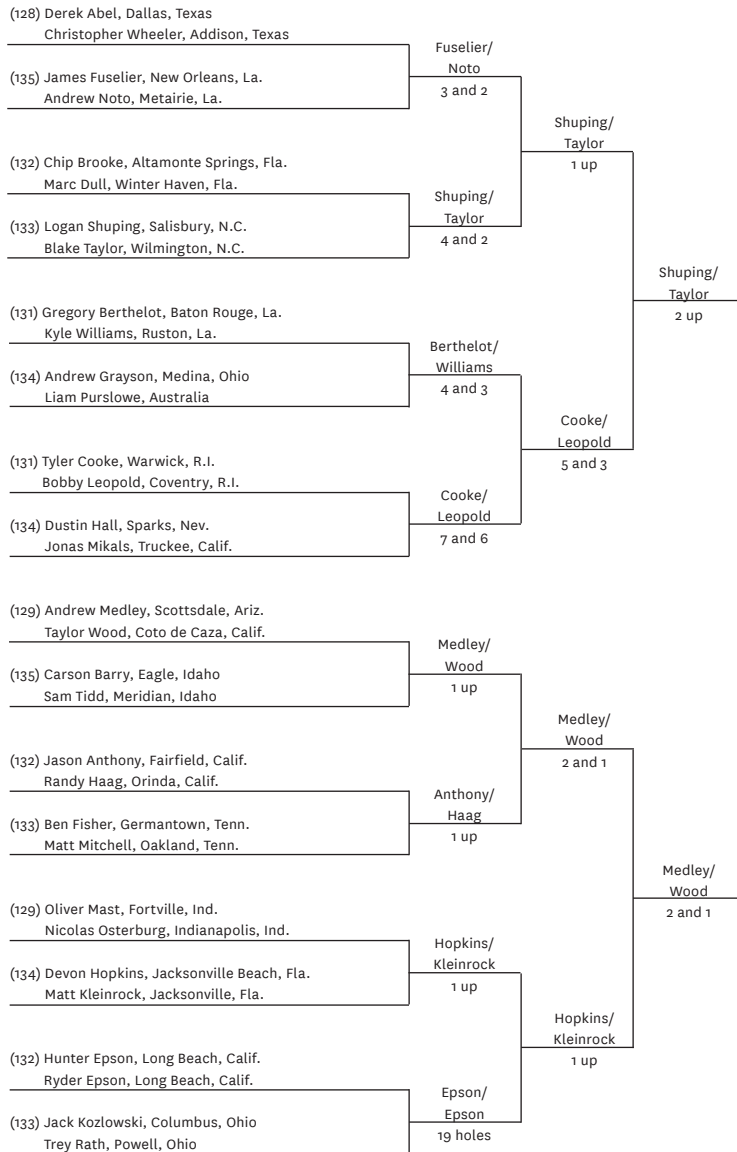 (128) Derek Abel, Dallas, Texas
Christopher Wheeler, Addison, Texas
(135) James Fuselier, New Orleans, La.
Andrew Noto, Metairie, La.
(132) Chip Brooke, Altamonte Springs, Fla.
Marc Dull, Winter Haven, Fla.
(133) Logan Shuping, Salisbury, N.C.
Blake Taylor, Wilmington, N.C.
(131) Gregory Berthelot, Baton Rouge, La.
Kyle Williams, Ruston, La.
(134) Andrew Grayson, Medina, Ohio
Liam Purslowe, Australia
(131) Tyler Cooke, Warwick, R.I.
Bobby Leopold, Coventry, R.I.
(134) Dustin Hall, Sparks, Nev.
Jonas Mikals, Truckee, Calif.
(129) Andrew Medley, Scottsdale, Ariz.
Taylor Wood, Coto de Caza, Calif.
(135) Carson Barry, Eagle, Idaho
Sam Tidd, Meridian, Idaho
(132) Jason Anthony, Fairfield, Calif.
Randy Haag, Orinda, Calif.
(133) Ben Fisher, Germantown, Tenn.
Matt Mitchell, Oakland, Tenn.
(129) Oliver Mast, Fortville, Ind.
Nicolas Osterburg, Indianapolis, Ind.
(134) Devon Hopkins, Jacksonville Beach, Fla.
Matt Kleinrock, Jacksonville, Fla.
(132) Hunter Epson, Long Beach, Calif.
Ryder Epson, Long Beach, Calif.
(133) Jack Kozlowski, Columbus, Ohio
Trey Rath, Powell, Ohio
Fuselier/
Noto
3 and 2
Shuping/
Taylor
4 and 2
Berthelot/
Williams
4 and 3
Cooke/
Leopold
7 and 6
Medley/
Wood
1 up
Anthony/
Haag
1 up
Hopkins/
Kleinrock
1 up
Epson/
Epson
19 holes
Shuping/
Taylor
1 up
Cooke/
Leopold
5 and 3
Medley/
Wood
2 and 1
Hopkins/
Kleinrock
1 up
Shuping/
Taylor
2 up
Medley/
Wood
2 and 1